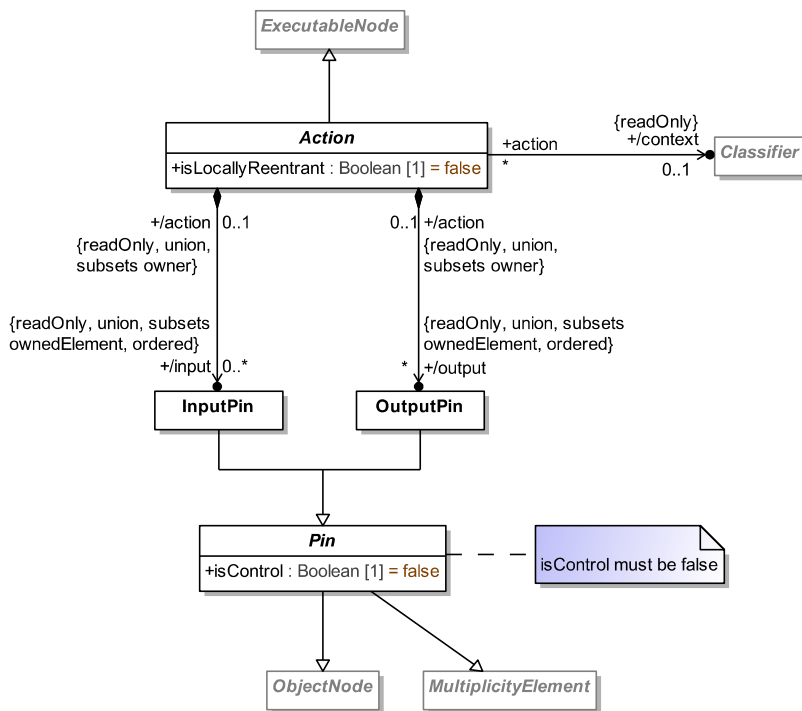 ExecutableNode
Action
+isLocallyReentrant : Boolean [1] = false
+action
*
{readOnly}
+/context
0..1
Classifier
+/action
0..1
{readOnly, union,
subsets owner}
0..1
+/action
{readOnly, union,
subsets owner}
{readOnly, union, subsets
ownedElement, ordered}
+/input
0..*
{readOnly, union, subsets
ownedElement, ordered}
*
+/output
InputPin
OutputPin
Pin
+isControl : Boolean [1] = false
isControl must be false
ObjectNode
MultiplicityElement